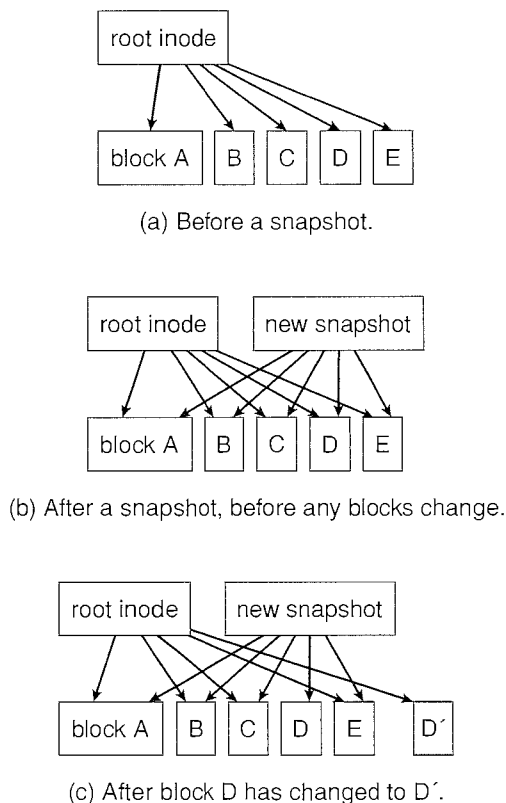 root inode
block A B C D E
(a) Before a snapshot.
root inode new snapshot
block A B C D E
(b) After a snapshot, before any blocks change.
root inode new snapshot
block A B C D E D´
(c) After block D has changed to D´.